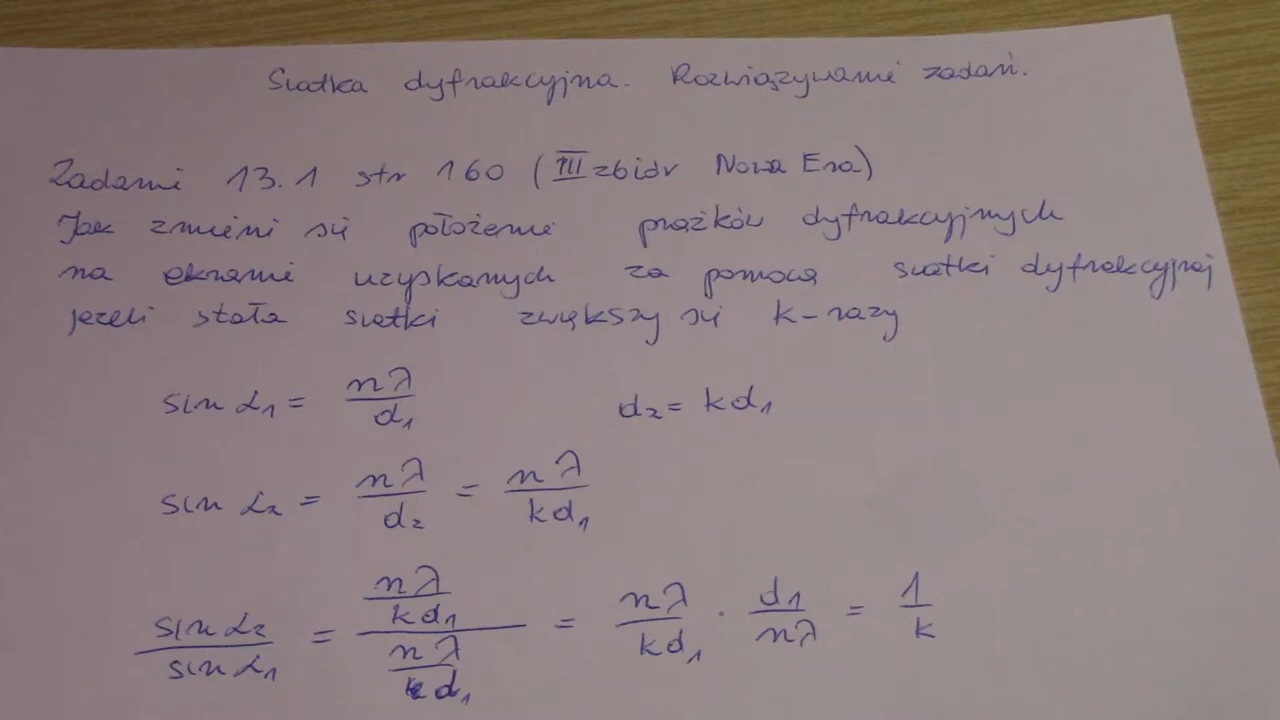 Siatka dyfrakcyjna. Rozwiązywanie zadań.
Zadanie 13.1 str 160 (III zbiór Nowa Era)
Jak zmieni się położenie prążków dyfrakcyjnych
na ekranie uzyskanych za pomocą siatki dyfrakcyjnej
jeżeli stała siatki zwiększy się k-razy
sin α₁ = nλ/d₁    d₂ = kd₁
sin α₂ = nλ/d₂ = nλ/kd₁
sin α₂/sin α₁ = (nλ/kd₁)/(nλ/d₁) = nλ/kd₁ · d₁/nλ = 1/k